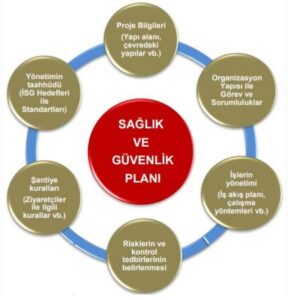 Proje Bilgileri
(Yapı alanı,
çevredeki
yapılar vb.)
Organizasyon
Yapısı ile
Görev ve
Sorumluluklar
İşlerin
yönetimi
(İş akış planı,
çalışma
yöntemleri vb.)
Risklerin ve
kontrol
tedbirlerinin
belirlenmesi
Şantiye
kuralları
(Ziyaretçiler
ile ilgili
kurallar vb.)
Yönetimin
taahhüdü
(İSG Hedefleri
ile
Standartları)
SAĞLIK
VE
GÜVENLİK
PLANI